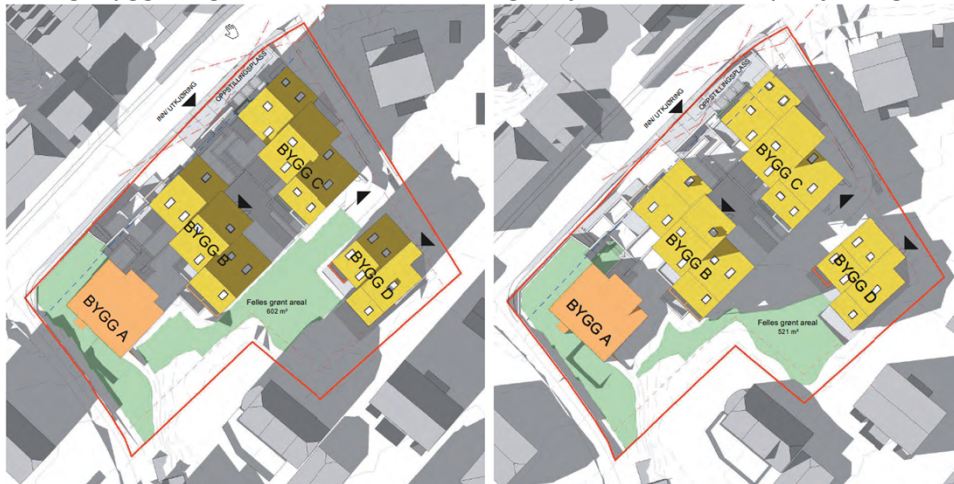 INN/UTKJØRING
OPPSTILLINGSPLASS
BYGG C
BYGG B
BYGG D
BYGG A
Felles grønt areal
602 m²
INN/UTKJØRING
OPPSTILLINGSPLASS
BYGG C
BYGG B
BYGG D
BYGG A
Felles grønt areal
521 m²